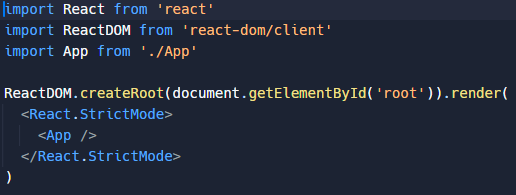 import React from 'react'
import ReactDOM from 'react-dom/client'
import App from './App'

ReactDOM.createRoot(document.getElementById('root')).render(
  <React.StrictMode>
    <App />
  </React.StrictMode>
)